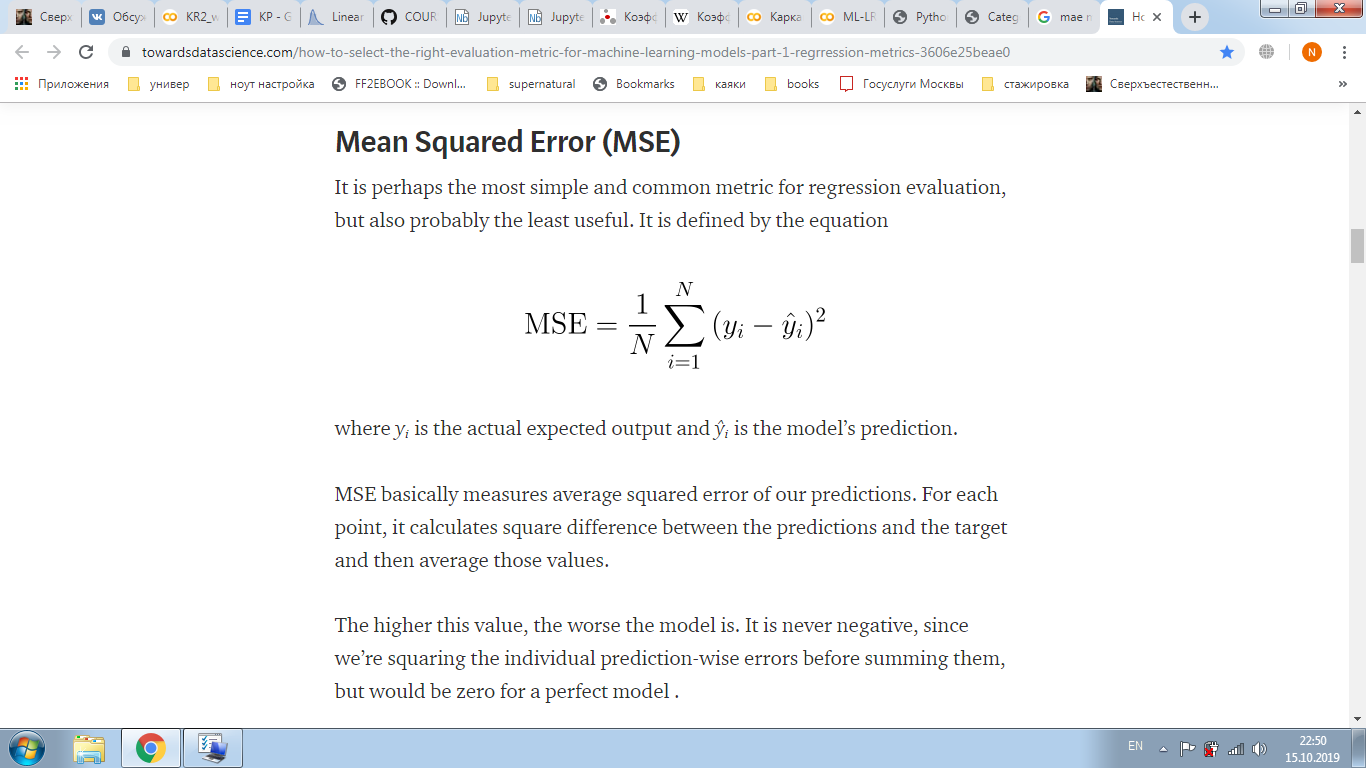 Сверх
Обсуж
KR2_w
KP - G
Linear
COUR
Jupyte
Jupyte
Коэфф
Коэфф
Карка
ML-LR
Pytho
Categ
mae n
Но
towardsdatascience.com/how-to-select-the-right-evaluation-metric-for-machine-learning-models-part-1-regrression-metrics-3606e25beae0
N
Приложения универ ноут настройка FF2EBOOK :: Downl... supernatural Bookmarks каяки books Госуслуги Москвы стажировка Сверхъестественн... »
Mean Squared Error (MSE)
It is perhaps the most simple and common metric for regression evaluation,
but also probably the least useful. It is defined by the equation
MSE = 1/N ∑_{i=1}^{N} (y_i − ŷ_i)²
where y_i is the actual expected output and ŷ_i is the model’s prediction.
MSE basically measures average squared error of our predictions. For each
point, it calculates square difference between the predictions and the target
and then average those values.
The higher this value, the worse the model is. It is never negative, since
we’re squaring the individual prediction-wise errors before summing them,
but would be zero for a perfect model .
EN
22:50
15.10.2019